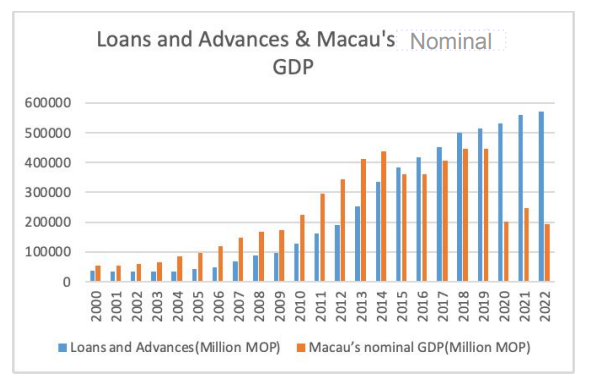 Loans and Advances & Macau's Nominal
GDP
600000
500000
400000
300000
200000
100000
0
2000 2001 2002 2003 2004 2005 2006 2007 2008 2009 2010 2011 2012 2013 2014 2015 2016 2017 2018 2019 2020 2021 2022
Loans and Advances(Million MOP) Macau’s nominal GDP(Million MOP)